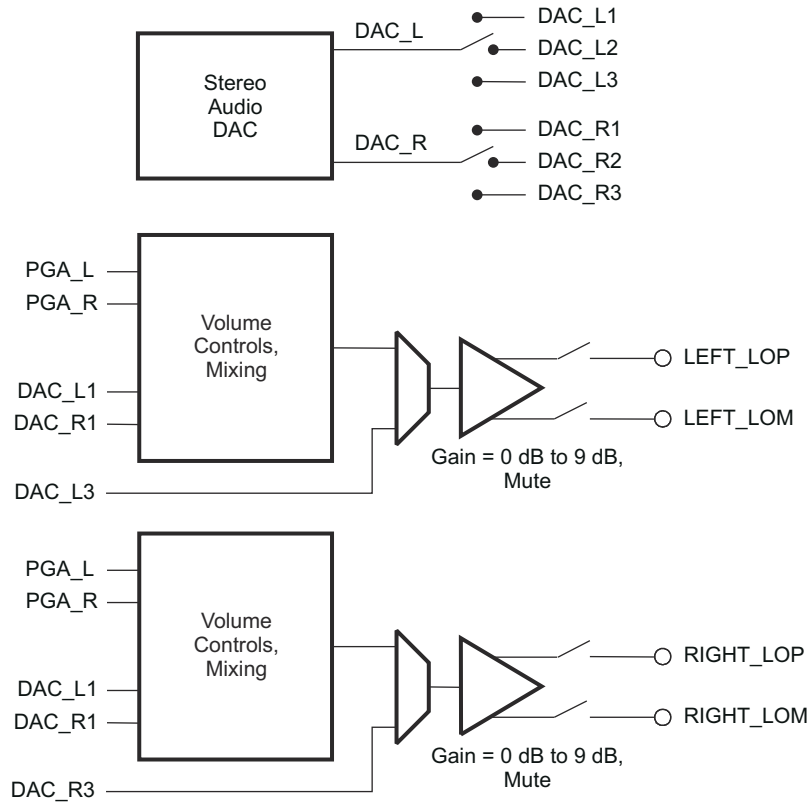 DAC_L
DAC_L1
DAC_L2
DAC_L3
Stereo
Audio
DAC
DAC_R
DAC_R1
DAC_R2
DAC_R3
PGA_L
PGA_R
DAC_L1
DAC_R1
DAC_L3
Volume
Controls,
Mixing
LEFT_LOP
LEFT_LOM
Gain = 0 dB to 9 dB,
Mute
PGA_L
PGA_R
DAC_L1
DAC_R1
DAC_R3
Volume
Controls,
Mixing
RIGHT_LOP
RIGHT_LOM
Gain = 0 dB to 9 dB,
Mute